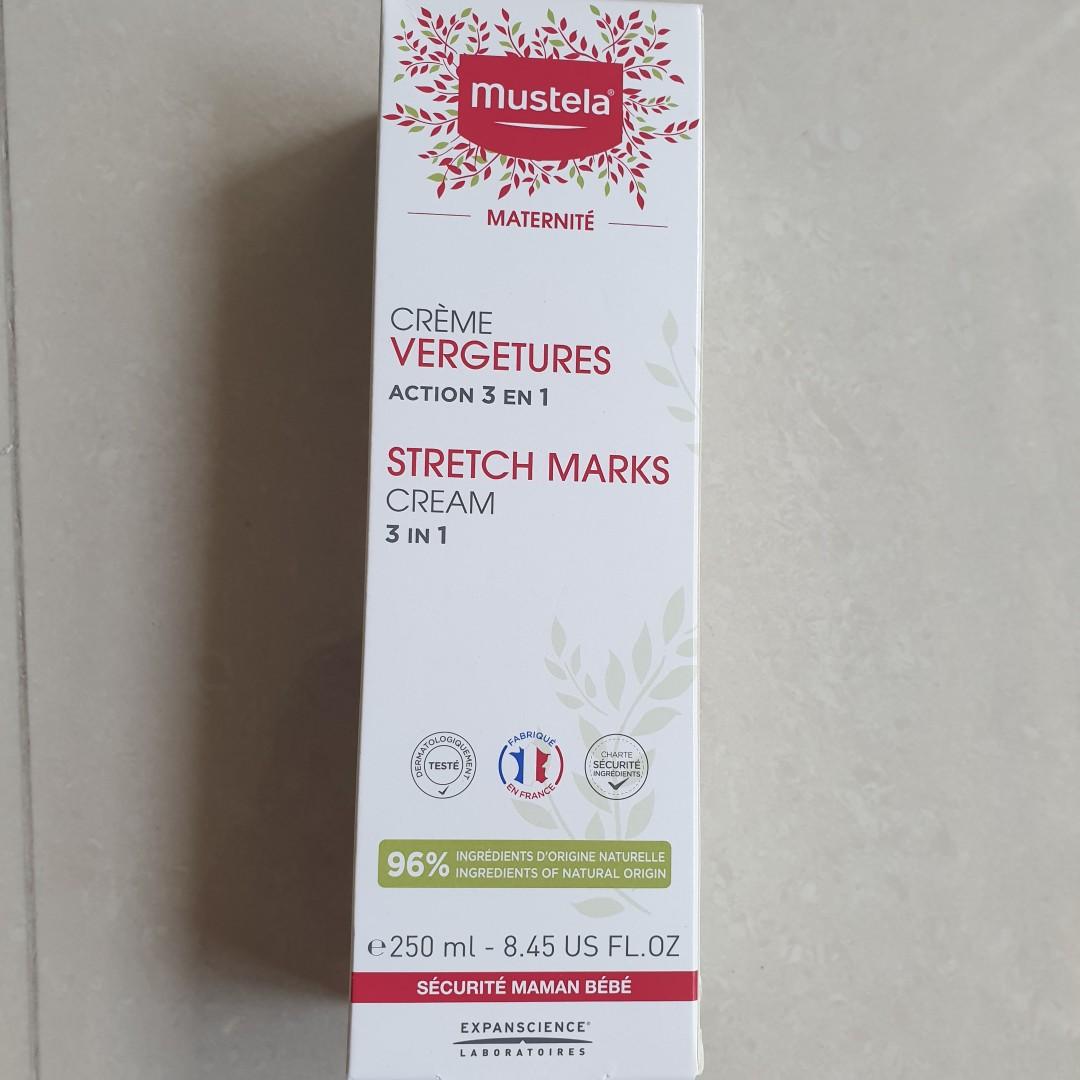 mustela®
MATERNITÉ
CRÈME
VERGETURES
ACTION 3 EN 1
STRETCH MARKS
CREAM
3 IN 1
DERMATOLOGIQUEMENT
TESTÉ
FABRIQUÉ
EN FRANCE
CHARTE
SÉCURITÉ
INGRÉDIENTS
96% INGRÉDIENTS D'ORIGINE NATURELLE
INGREDIENTS OF NATURAL ORIGIN
℮250 ml - 8.45 US FL.OZ
SÉCURITÉ MAMAN BÉBÉ
EXPANSCIENCE®
LABORATOIRES